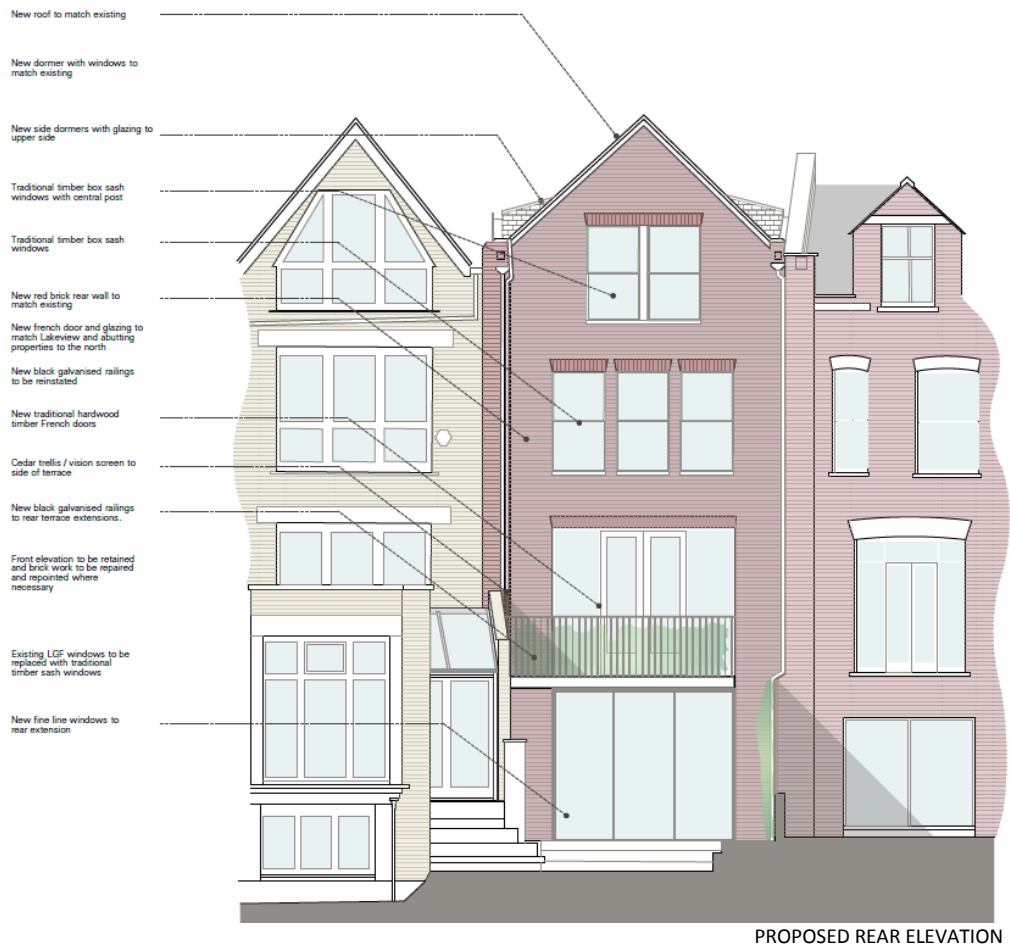 New roof to match existing
New dormer with windows to
match existing
New side dormers with glazing to
upper side
Traditional timber box sash
windows with central post
Traditional timber box sash
windows
New red brick rear wall to
match existing
New french door and glazing to
match Lakeview and abutting
properties to the north
New black galvanised railings
to be reinstated
New traditional hardwood
timber French doors
Cedar trellis / vision screen to
side of terrace
New black galvanised railings
to rear terrace extensions.
Front elevation to be retained
and brick work to be repaired
and repointed where
necessary
Existing LGF windows to be
replaced with traditional
timber sash windows
New fine line windows to
rear extension
PROPOSED REAR ELEVATION